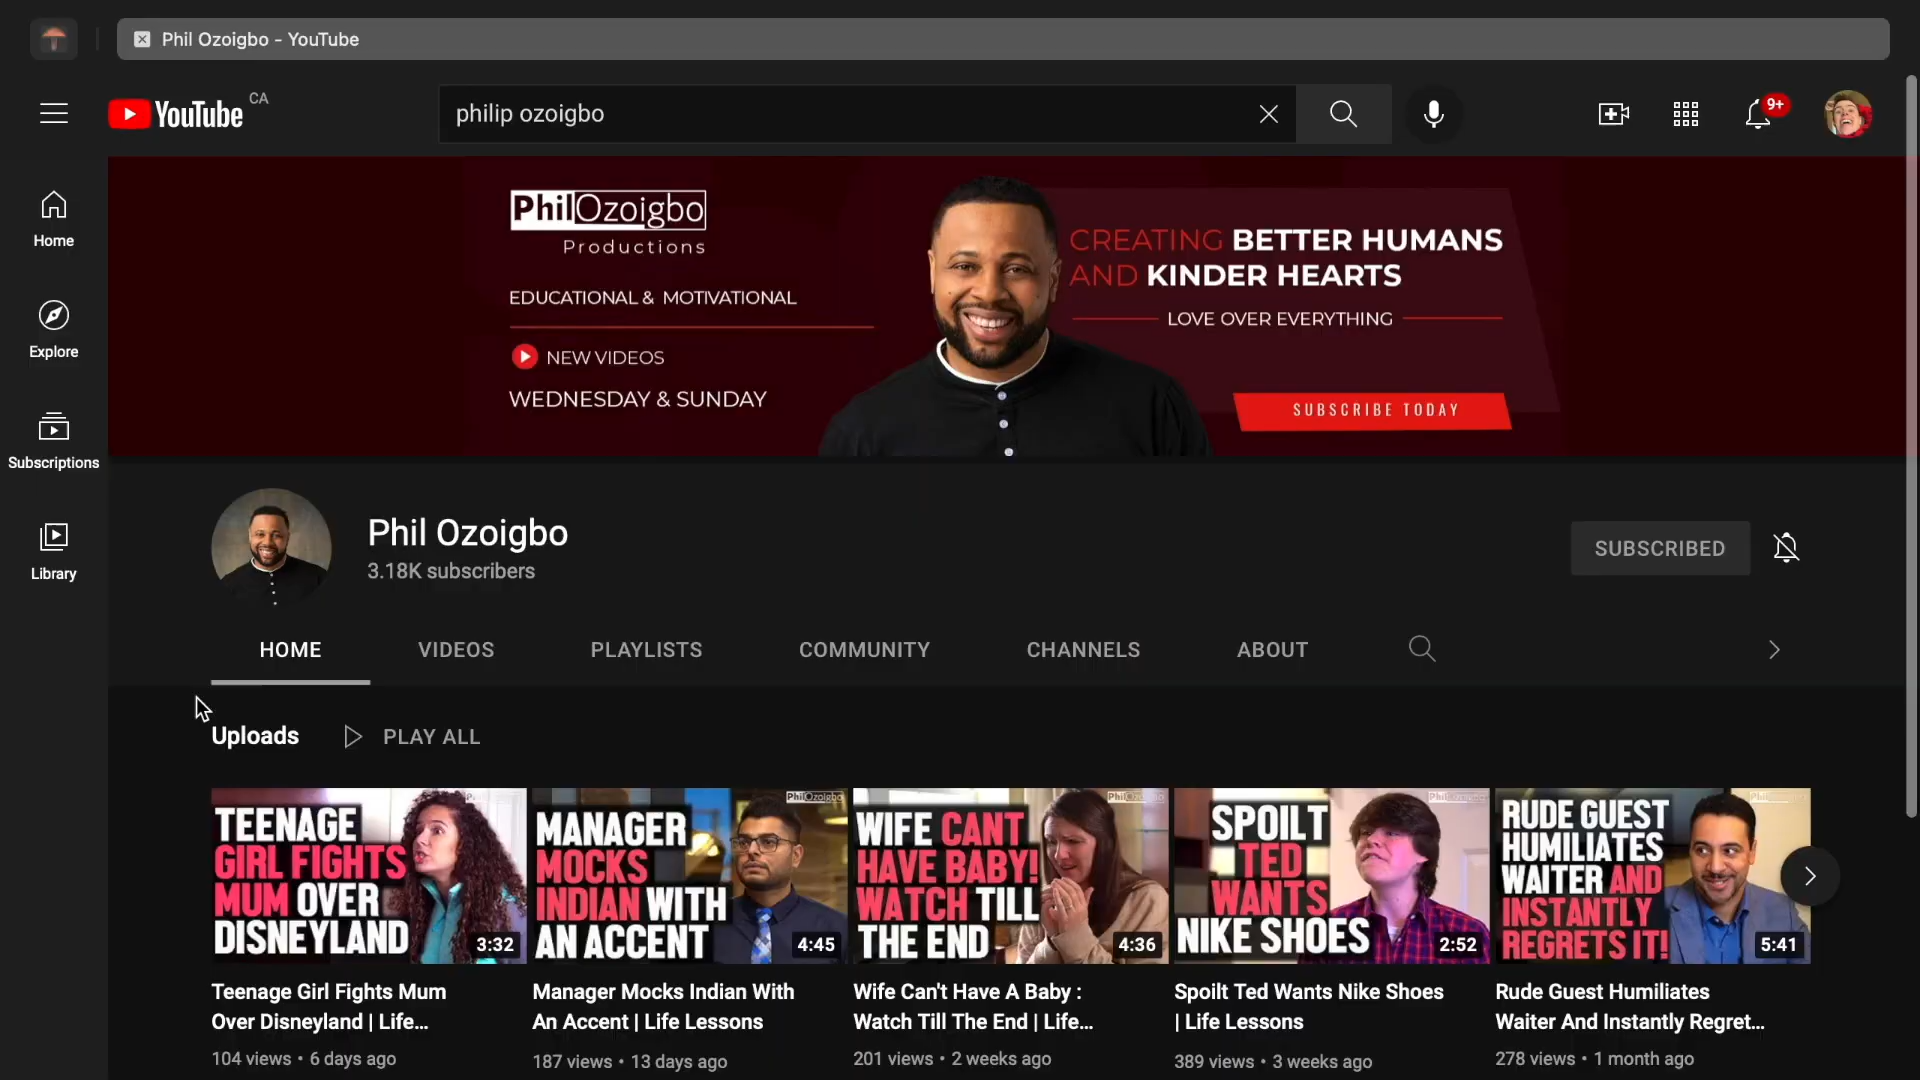 Phil Ozoigbo - YouTube
YouTube CA
philip ozoigbo
9+
Home
Explore
Subscriptions
Library
PhilOzoigbo
Productions
EDUCATIONAL & MOTIVATIONAL
NEW VIDEOS
WEDNESDAY & SUNDAY
CREATING BETTER HUMANS
AND KINDER HEARTS
LOVE OVER EVERYTHING
SUBSCRIBE TODAY
Phil Ozoigbo
3.18K subscribers
SUBSCRIBED
HOME VIDEOS PLAYLISTS COMMUNITY CHANNELS ABOUT
Uploads PLAY ALL
TEENAGE
GIRL FIGHTS
MUM OVER
DISNEYLAND
3:32
PhilOzoigbo
MANAGER
MOCKS
INDIAN WITH
AN ACCENT
4:45
WIFE CANT
HAVE BABY!
WATCH TILL
THE END
4:36
SPOILT
TED
WANTS
NIKE SHOES
2:52
RUDE GUEST
HUMILIATES
WAITER AND
INSTANTLY
REGRETS IT!
5:41
Teenage Girl Fights Mum
Over Disneyland | Life...
104 views • 6 days ago
Manager Mocks Indian With
An Accent | Life Lessons
187 views • 13 days ago
Wife Can't Have A Baby :
Watch Till The End | Life...
201 views • 2 weeks ago
Spoilt Ted Wants Nike Shoes
| Life Lessons
389 views • 3 weeks ago
Rude Guest Humiliates
Waiter And Instantly Regret...
278 views • 1 month ago